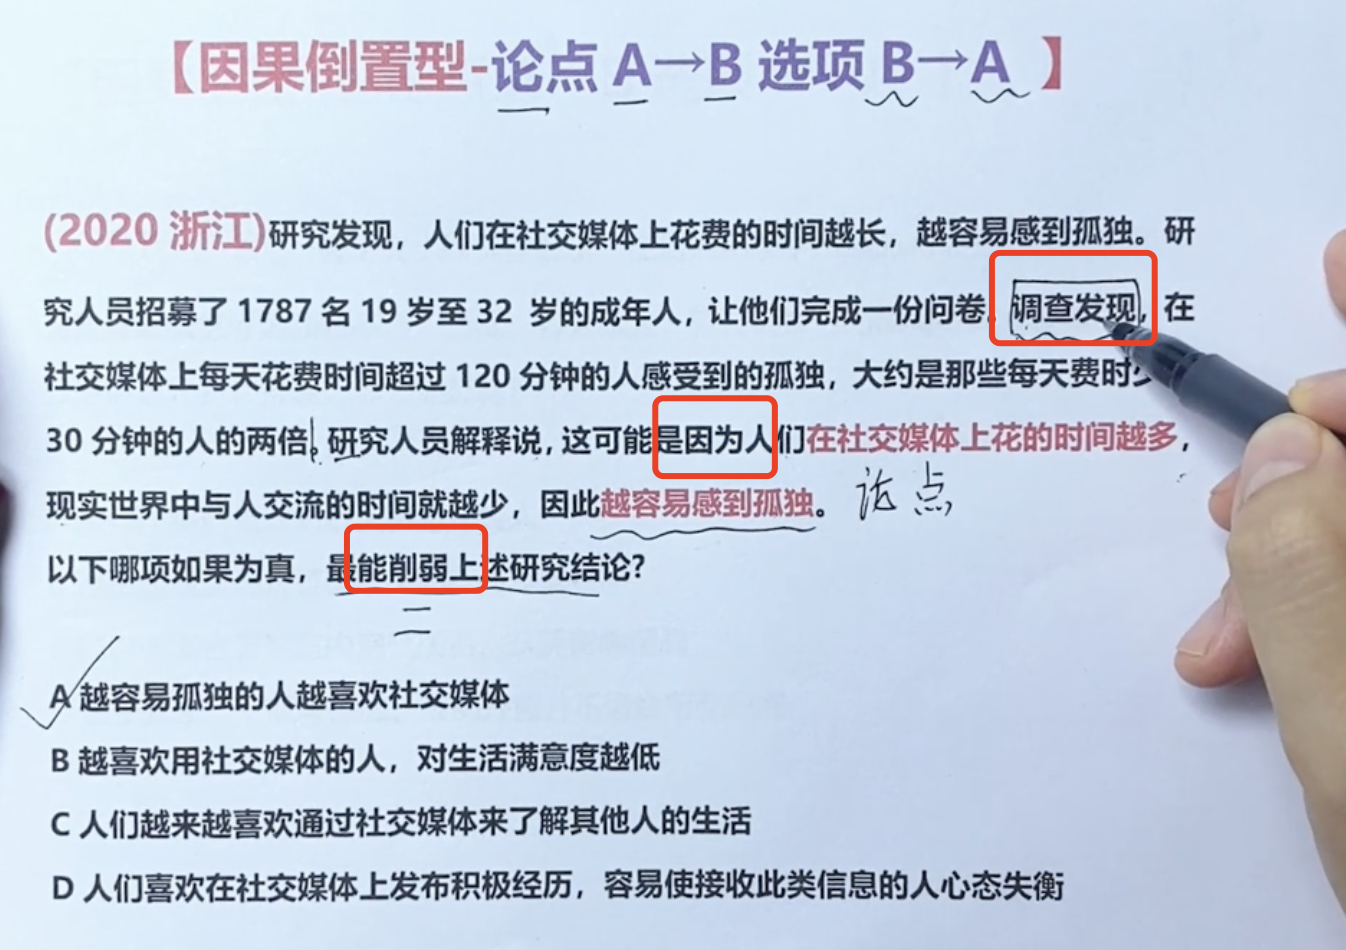 【因果倒置型-论点 A→B 选项 B→A 】
(2020 浙江)研究发现，人们在社交媒体上花费的时间越长，越容易感到孤独。研
究人员招募了 1787 名 19 岁至 32 岁的成年人，让他们完成一份问卷，调查发现，在
社交媒体上每天花费时间超过 120 分钟的人感受到的孤独，大约是那些每天费时少
30 分钟的人的两倍。研究人员解释说，这可能是因为人们在社交媒体上花的时间越多，
现实世界中与人交流的时间就越少，因此越容易感到孤独。 论点
以下哪项如果为真，最能削弱上述研究结论?
A 越容易孤独的人越喜欢社交媒体
B 越喜欢用社交媒体的人，对生活满意度越低
C 人们越来越喜欢通过社交媒体来了解其他人的生活
D 人们喜欢在社交媒体上发布积极经历，容易使接收此类信息的人心态失衡